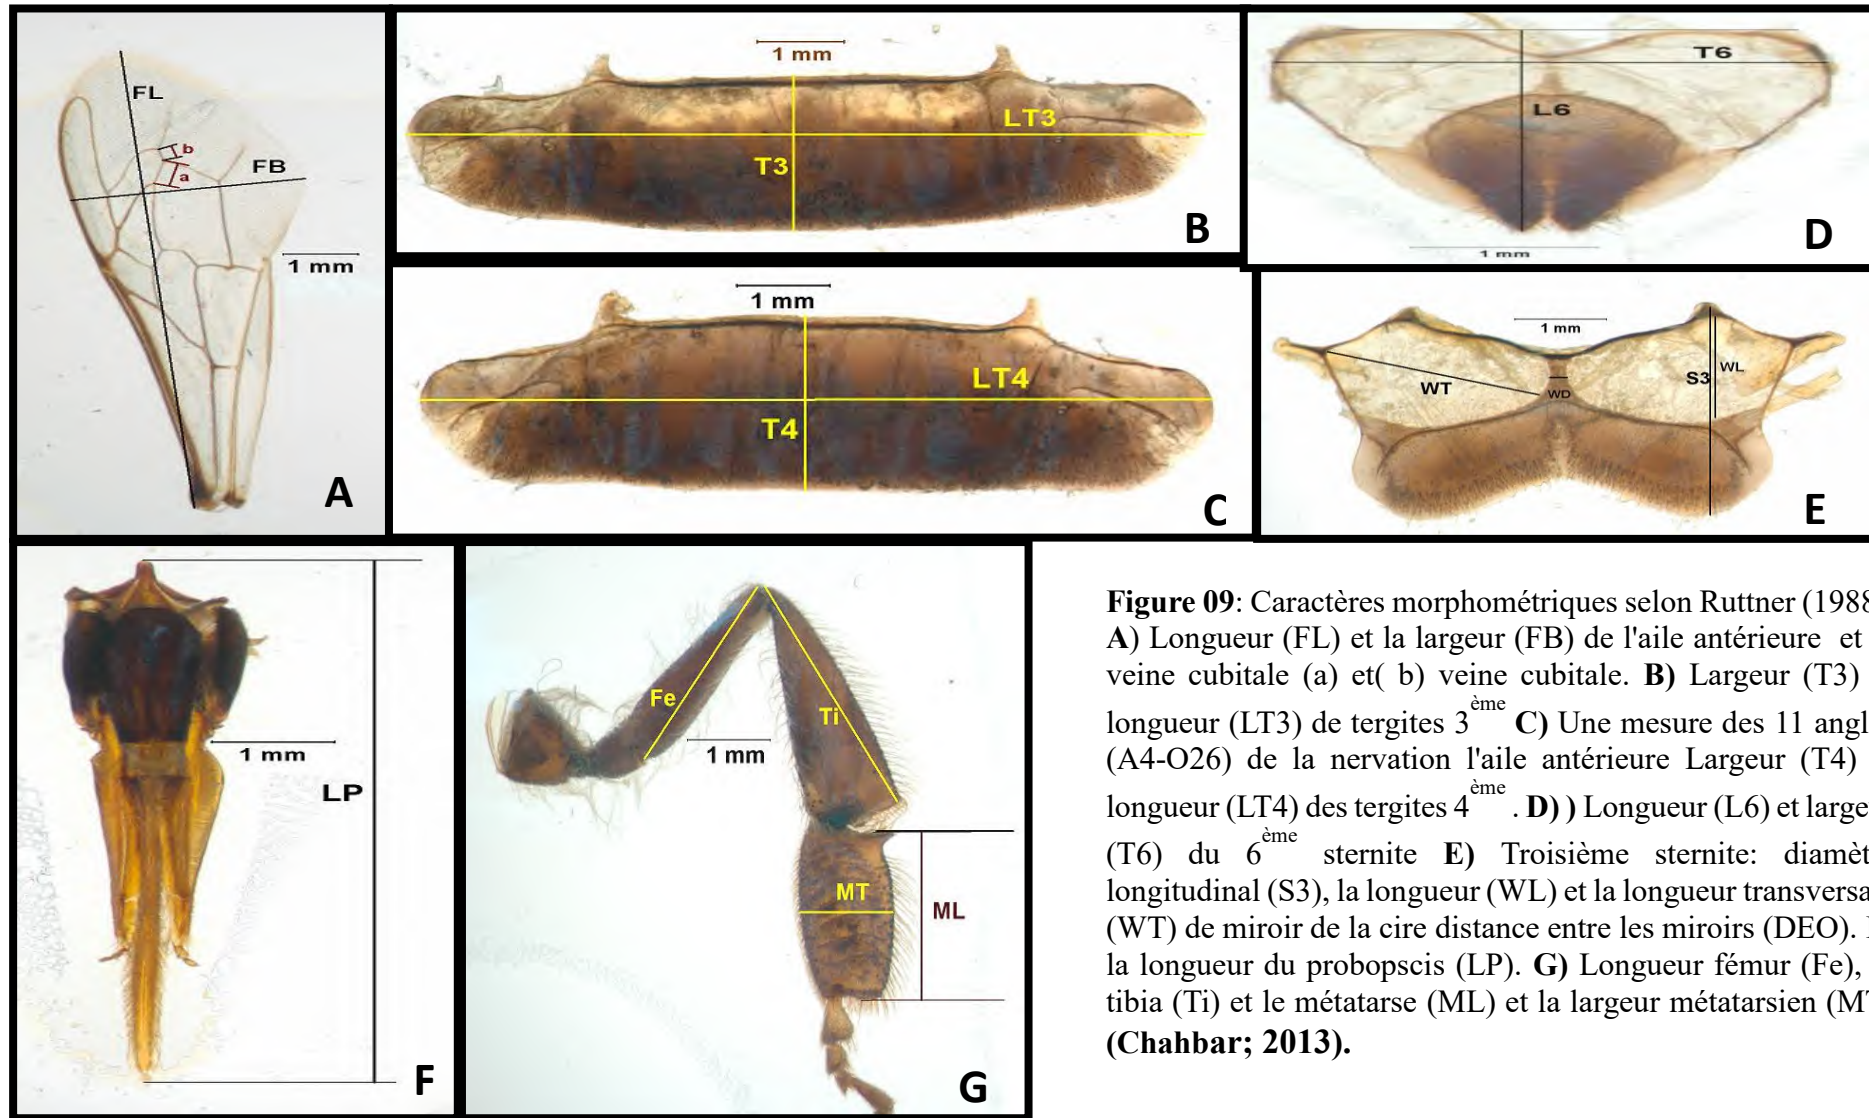 FL
b
a
FB
1 mm
A
1 mm
LT3
T3
B
1 mm
LT4
T4
C
T6
L6
1 mm
D
1 mm
WT
WD
S3
WL
E
1 mm
LP
F
Fe
Ti
1 mm
MT
ML
G
Figure 09: Caractères morphométriques selon Ruttner (1988
A) Longueur (FL) et la largeur (FB) de l'aile antérieure et
veine cubitale (a) et( b) veine cubitale. B) Largeur (T3)
longueur (LT3) de tergites 3ème C) Une mesure des 11 angl
(A4-O26) de la nervation l'aile antérieure Largeur (T4)
longueur (LT4) des tergites 4ème . D) ) Longueur (L6) et large
(T6) du 6ème sternite E) Troisième sternite: diamèt
longitudinal (S3), la longueur (WL) et la longueur transversa
(WT) de miroir de la cire distance entre les miroirs (DEO).
la longueur du probopscis (LP). G) Longueur fémur (Fe),
tibia (Ti) et le métatarse (ML) et la largeur métatarsien (M
(Chahbar; 2013).